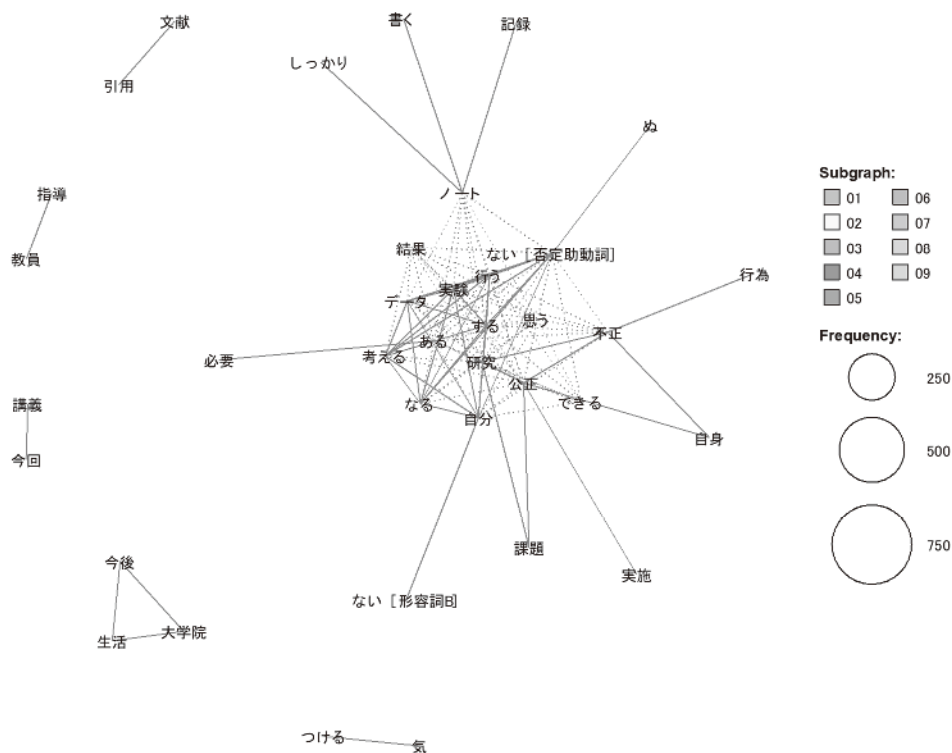 文献
書く
記録
しっかり
引用
ぬ
Subgraph:
01 06
02 07
03 08
04 09
05
指導
ノート
教員
結果
ない [否定助動詞]
行う
行為
実験
データ
Frequency:
する
思う
不正
ある
考える
必要
研究
250
公正
講義
なる
できる
自分
自身
500
今回
750
課題
今後
実施
ない [形容詞B]
大学院
生活
つける
気